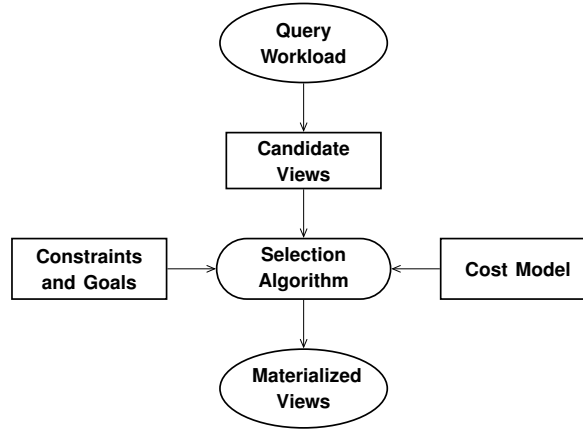 Query
Workload
Candidate
Views
Constraints
and Goals
Selection
Algorithm
Cost Model
Materialized
Views